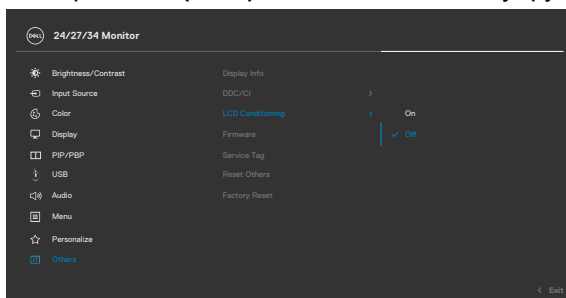 DELL 24/27/34 Monitor
Brightness/Contrast Display Info
Input Source DDC/CI
Color LCD Conditioning On
Display Firmware Off
PIP/PBP Service Tag
USB Reset Others
Audio Factory Reset
Menu
Personalize
Others
Exit